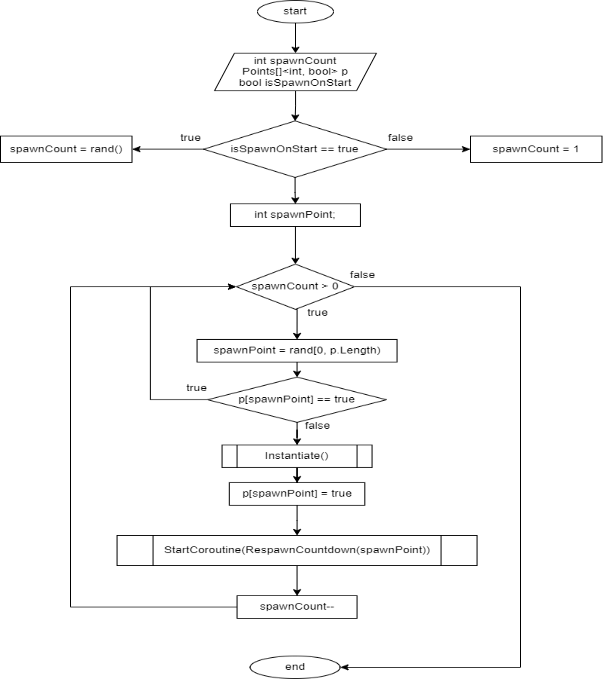 start
int spawnCount
Points[]<int, bool> p
bool isSpawnOnStart
true
false
spawnCount = rand()
isSpawnOnStart == true
spawnCount = 1
int spawnPoint;
false
spawnCount > 0
true
spawnPoint = rand[0, p.Length)
true
p[spawnPoint] == true
false
Instantiate()
p[spawnPoint] = true
StartCoroutine(RespawnCountdown(spawnPoint))
spawnCount--
end